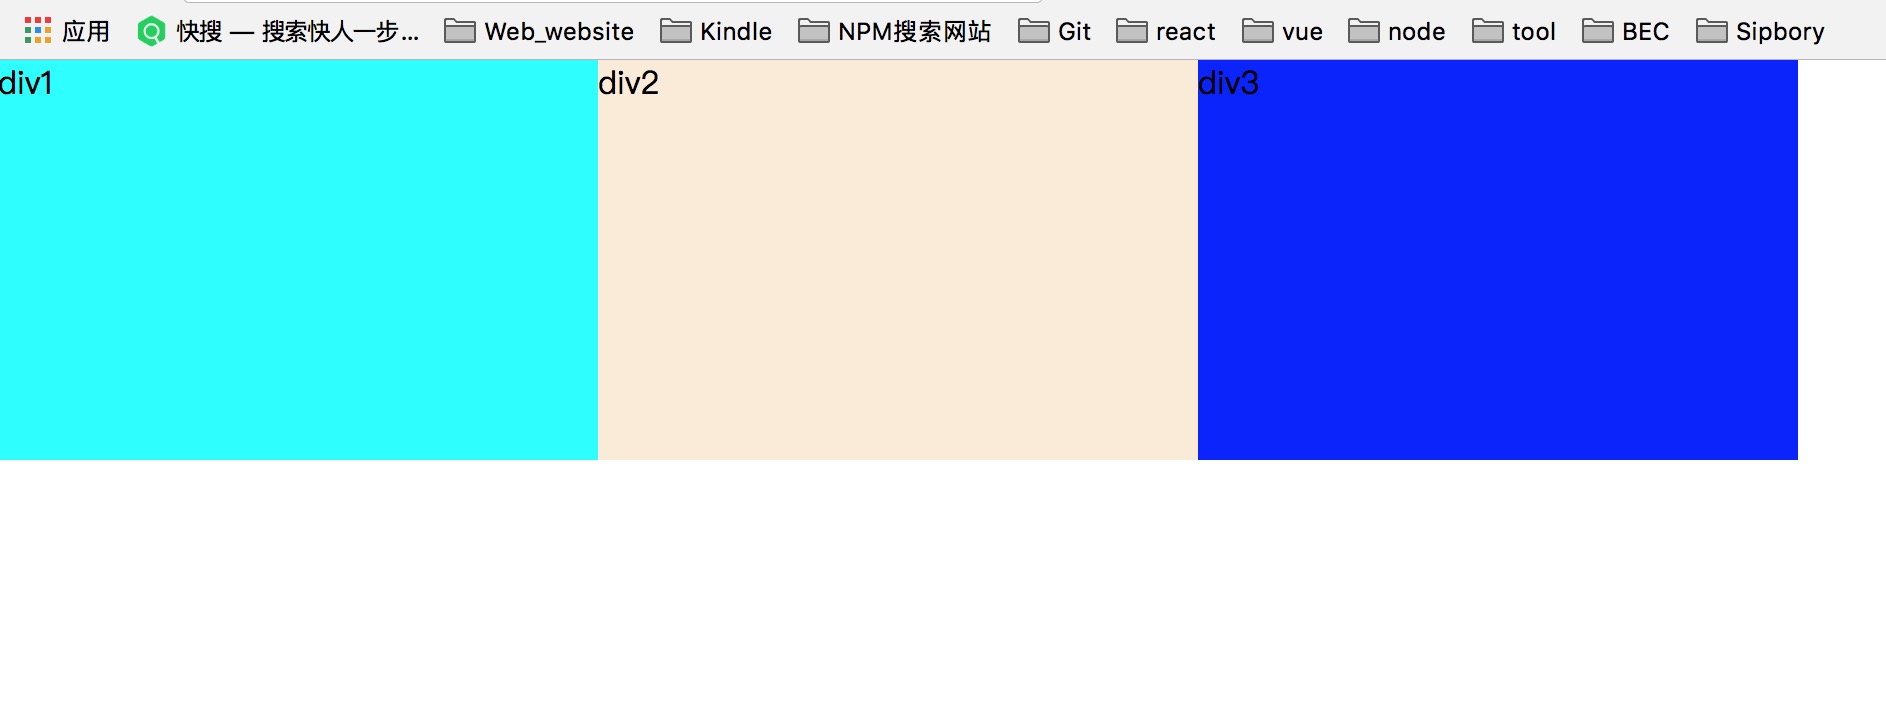 应用 快搜 — 搜索快人一步... Web_website Kindle NPM搜索网站 Git react vue node tool BEC Sipbory
div1 div2 div3